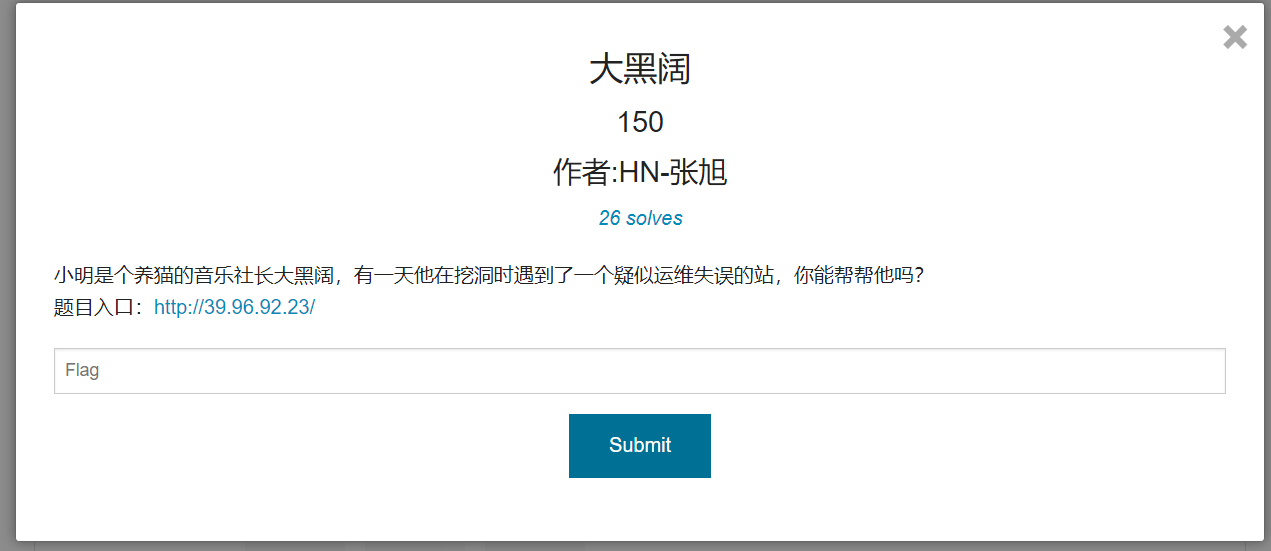 大黑阔
150
作者:HN-张旭
26 solves
小明是个养猫的音乐社长大黑阔，有一天他在挖洞时遇到了一个疑似运维失误的站，你能帮帮他吗？
题目入口：http://39.96.92.23/
Flag
Submit